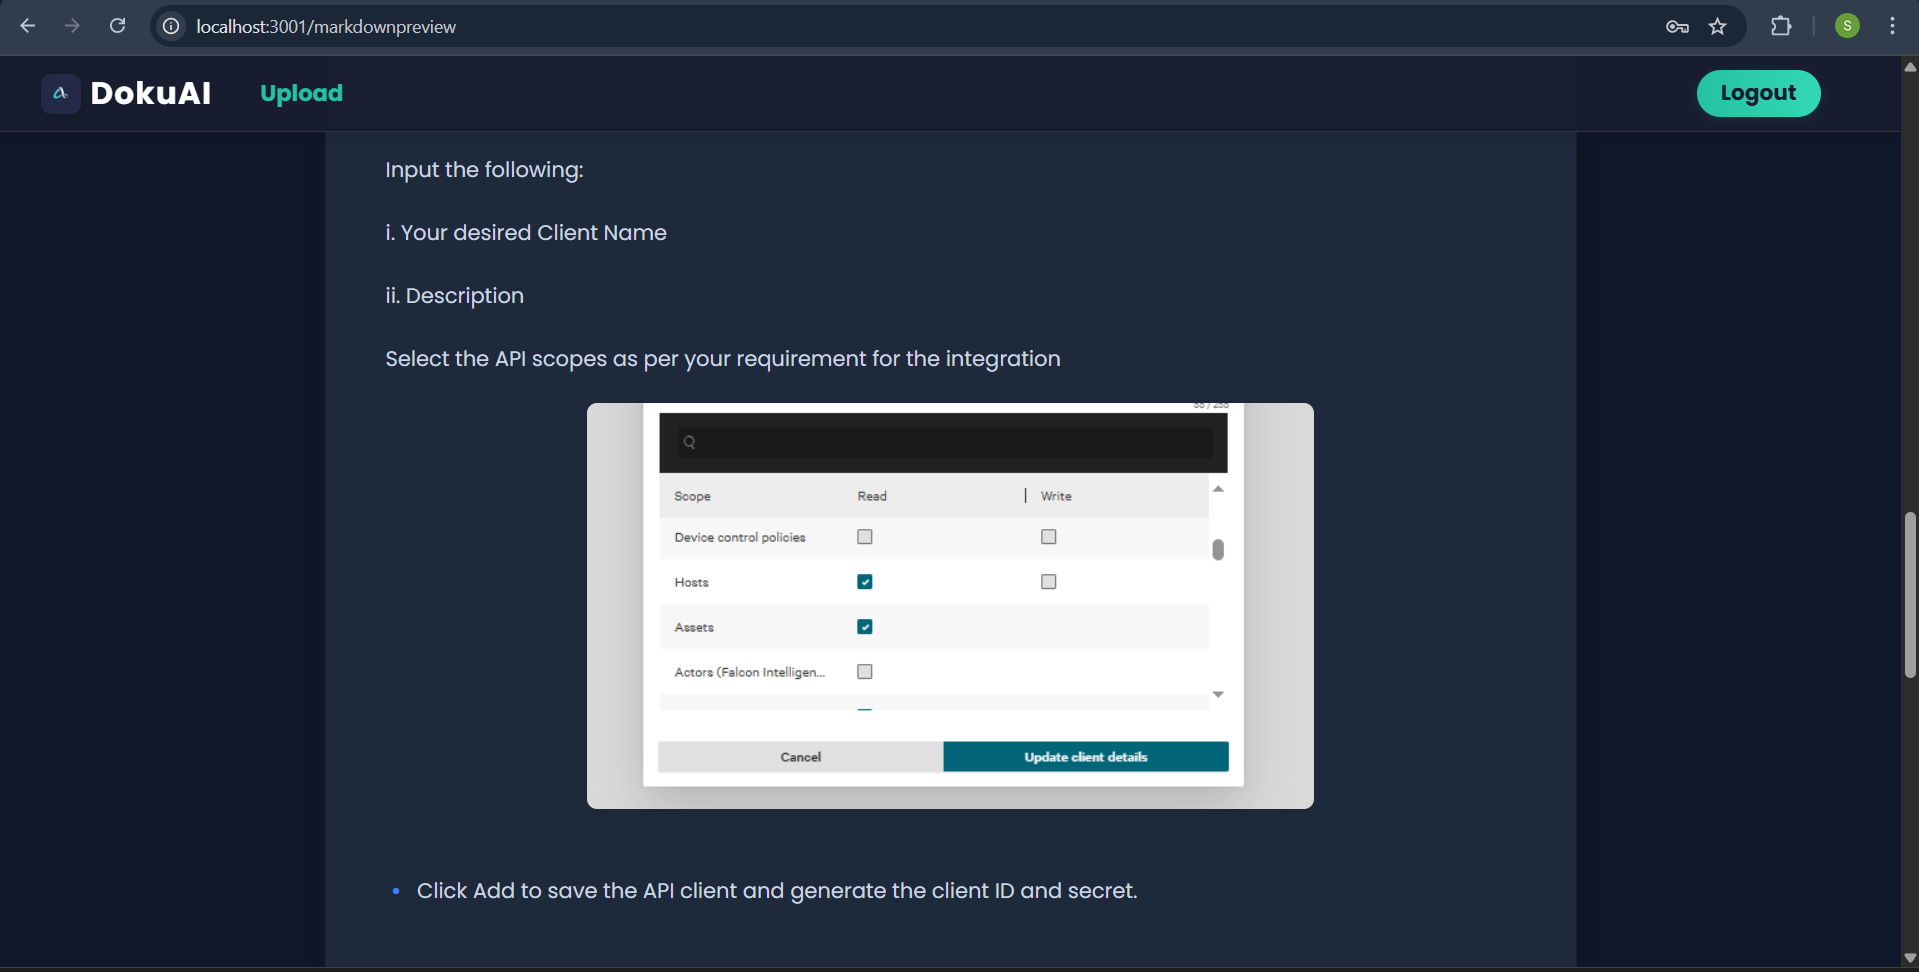 localhost:3001/markdownpreview
S
DokuAI
Upload
Logout
Input the following:
i. Your desired Client Name
ii. Description
Select the API scopes as per your requirement for the integration
Scope Read Write
Device control policies
Hosts
Assets
Actors (Falcon Intelligen...
Cancel Update client details
• Click Add to save the API client and generate the client ID and secret.